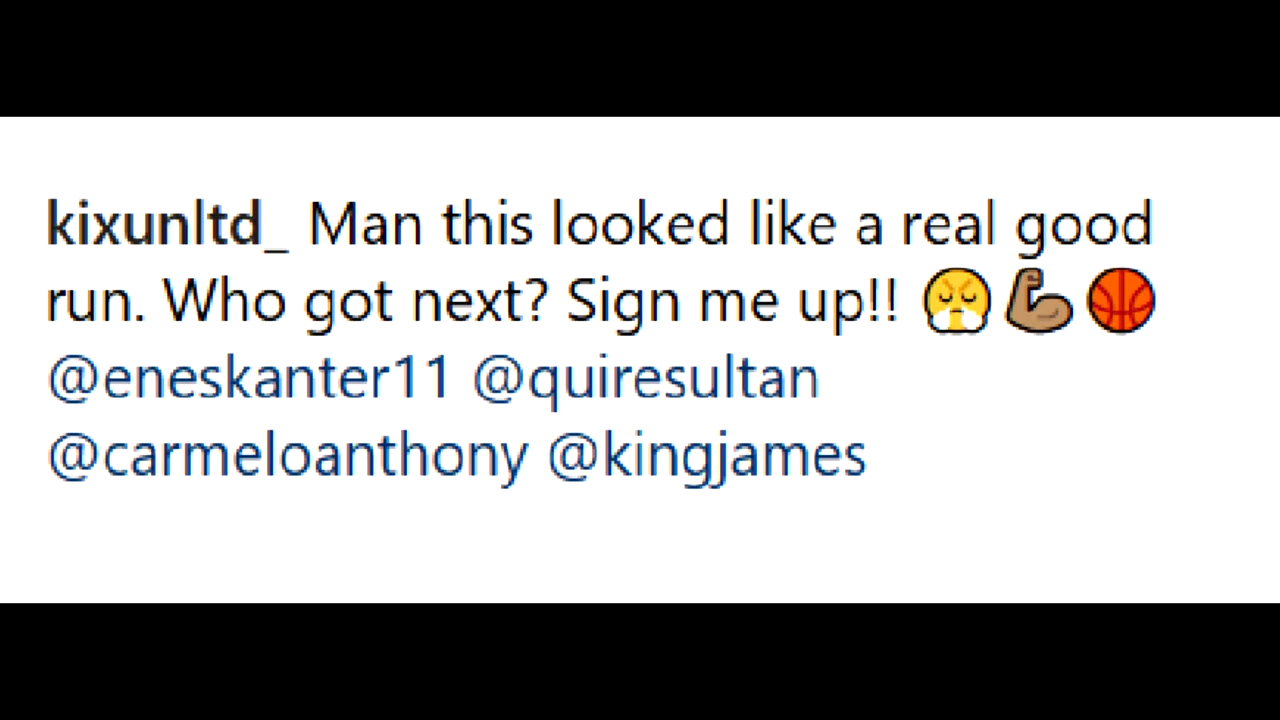 kixunltd_ Man this looked like a real good
run. Who got next? Sign me up!! 😤💪🏽🏀
@eneskanter11 @quiresultan
@carmeloanthony @kingjames